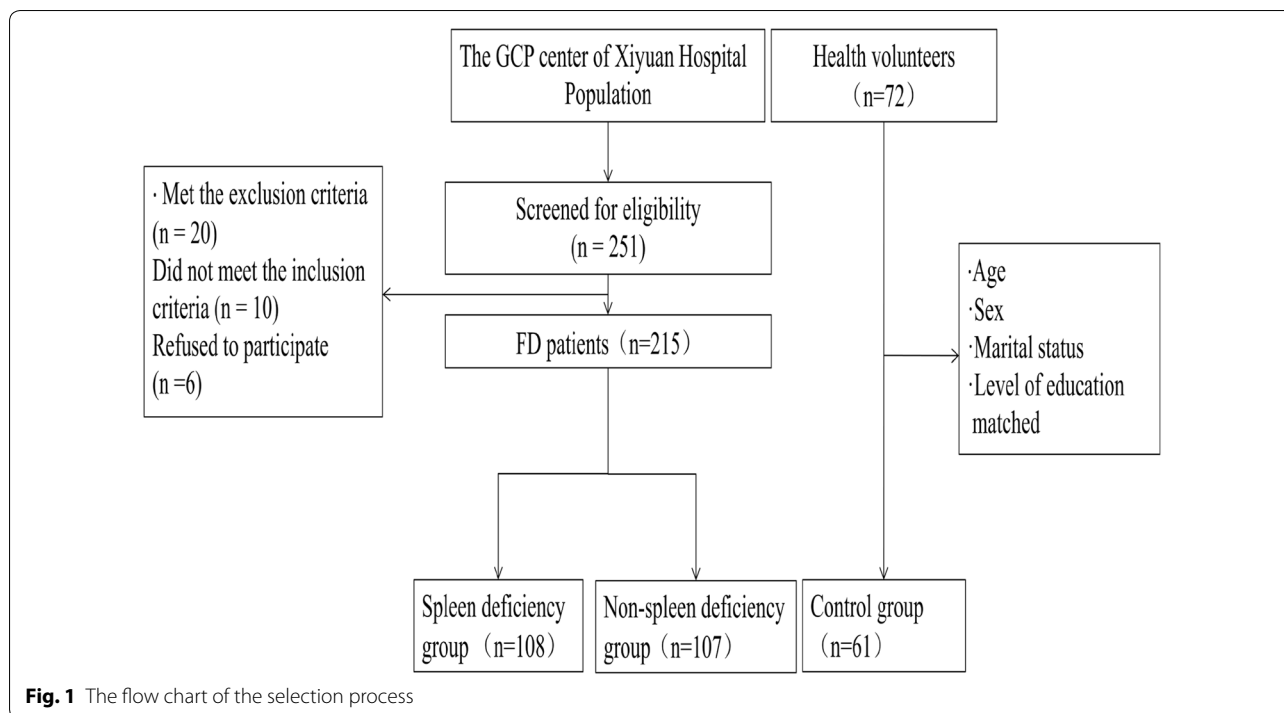 The GCP center of Xiyuan Hospital
Population
Health volunteers
（n=72）
· Met the exclusion criteria
(n = 20)
Did not meet the inclusion
criteria (n = 10)
Refused to participate
(n =6)
Screened for eligibility
(n = 251)
·Age
·Sex
·Marital status
·Level of education
matched
FD patients（n=215）
Spleen deficiency
group（n=108）
Non-spleen deficiency
group（n=107）
Control group
（n=61）
Fig. 1 The flow chart of the selection process